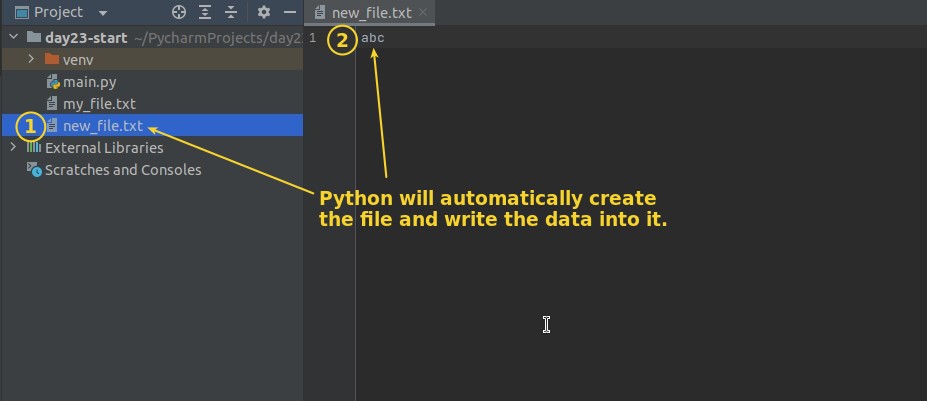 Project
new_file.txt
day23-start ~/PycharmProjects/day2
venv
main.py
my_file.txt
new_file.txt
External Libraries
Scratches and Consoles
1
1 2 abc
Python will automatically create
the file and write the data into it.